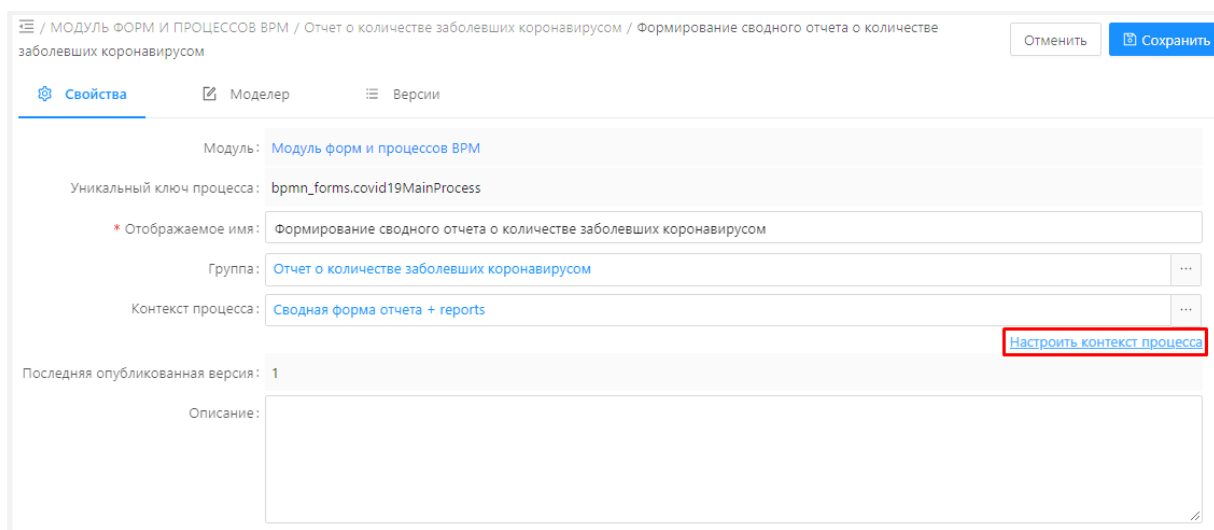 / МОДУЛЬ ФОРМ И ПРОЦЕССОВ BPM / Отчет о количестве заболевших коронавирусом / Формирование сводного отчета о количестве
заболевших коронавирусом
Отменить
Сохранить
Свойства
Моделер
Версии
Модуль: Модуль форм и процессов BPM
Уникальный ключ процесса: bpmn_forms.covid19MainProcess
* Отображаемое имя: Формирование сводного отчета о количестве заболевших коронавирусом
Группа: Отчет о количестве заболевших коронавирусом ...
Контекст процесса: Сводная форма отчета + reports ...
Настроить контекст процесса
Последняя опубликованная версия: 1
Описание: